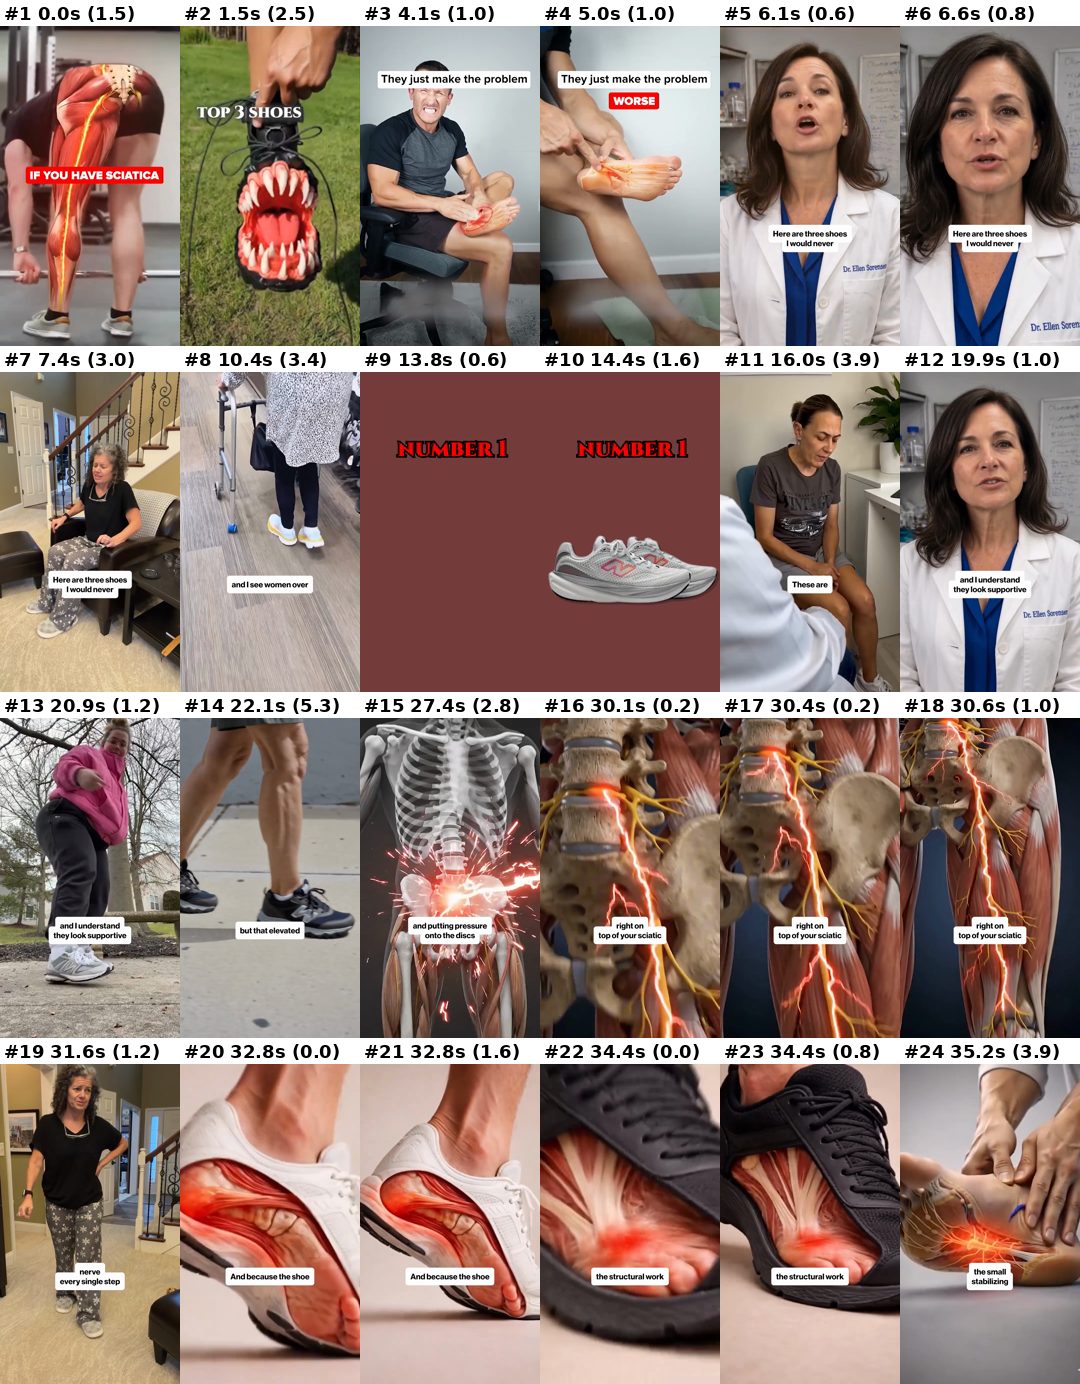 #1 0.0s (1.5)
IF YOU HAVE SCIATICA
#2 1.5s (2.5)
TOP 3 SHOES
#3 4.1s (1.0)
They just make the problem
#4 5.0s (1.0)
They just make the problem
WORSE
#5 6.1s (0.6)
Here are three shoes
I would never
#6 6.6s (0.8)
Here are three shoes
I would never
#7 7.4s (3.0)
Here are three shoes
I would never
#8 10.4s (3.4)
and I see women over
#9 13.8s (0.6)
NUMBER 1
#10 14.4s (1.6)
NUMBER 1
N
#11 16.0s (3.9)
These are
#12 19.9s (1.0)
and I understand
they look supportive
Dr. Ellen Sorensen
#13 20.9s (1.2)
and I understand
they look supportive
#14 22.1s (5.3)
but that elevated
#15 27.4s (2.8)
and putting pressure
onto the discs
#16 30.1s (0.2)
right on
top of your sciatic
#17 30.4s (0.2)
right on
top of your sciatic
#18 30.6s (1.0)
right on
top of your sciatic
#19 31.6s (1.2)
nerve
every single step
#20 32.8s (0.0)
And because the shoe
#21 32.8s (1.6)
And because the shoe
#22 34.4s (0.0)
the structural work
#23 34.4s (0.8)
the structural work
#24 35.2s (3.9)
the small
stabilizing